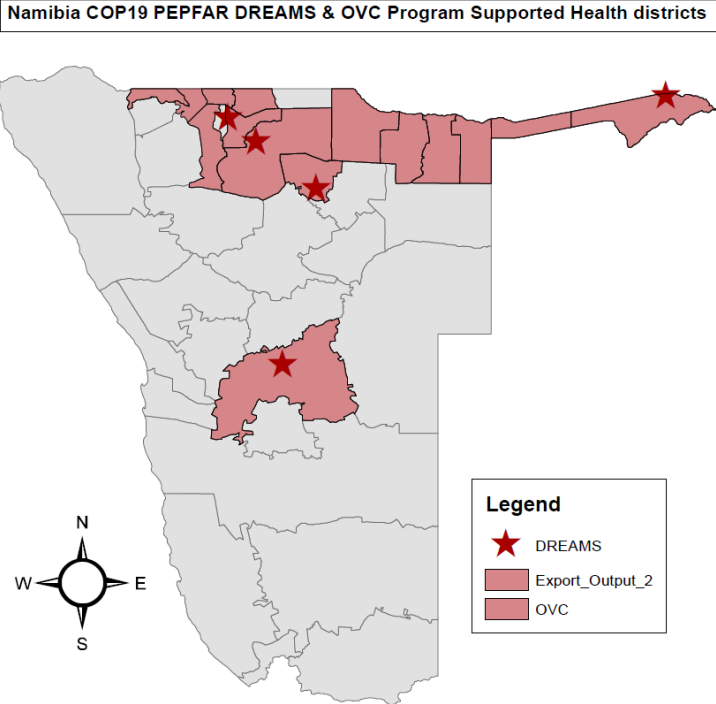 Namibia COP19 PEPFAR DREAMS & OVC Program Supported Health districts
Legend
DREAMS
Export_Output_2
OVC
N
W
E
S